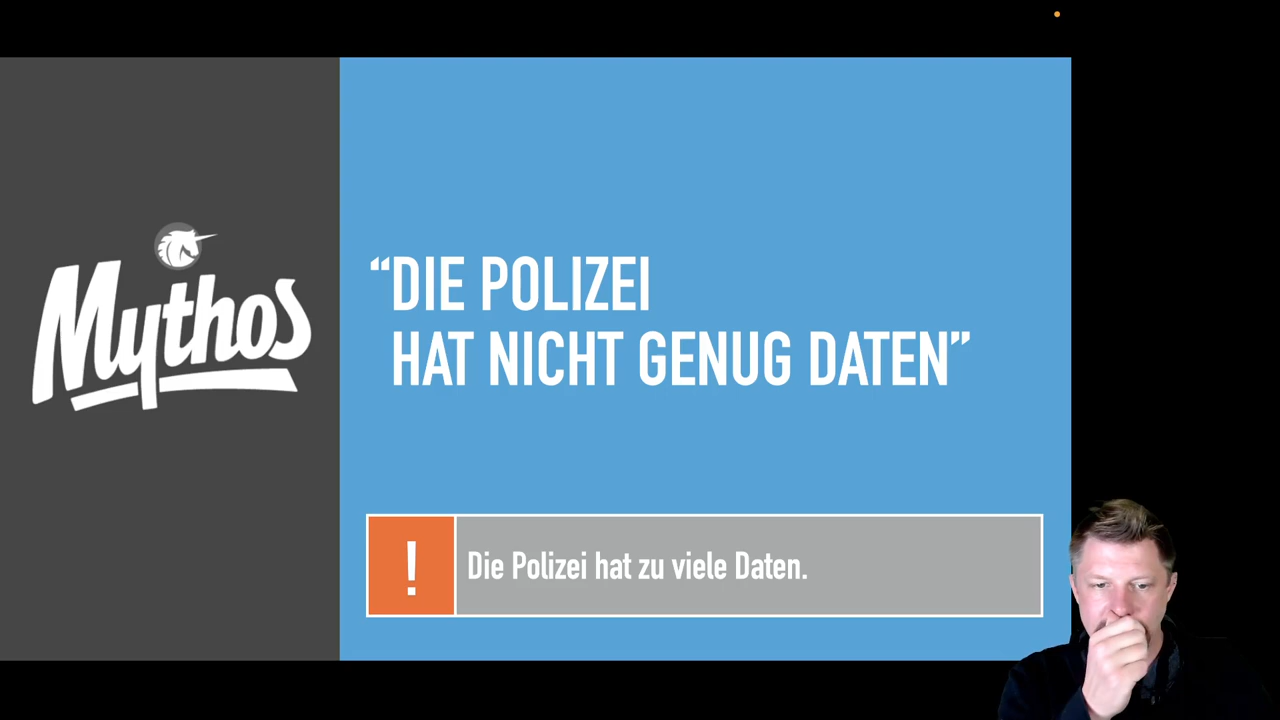 Mythos
“DIE POLIZEI
HAT NICHT GENUG DATEN”
!
Die Polizei hat zu viele Daten.